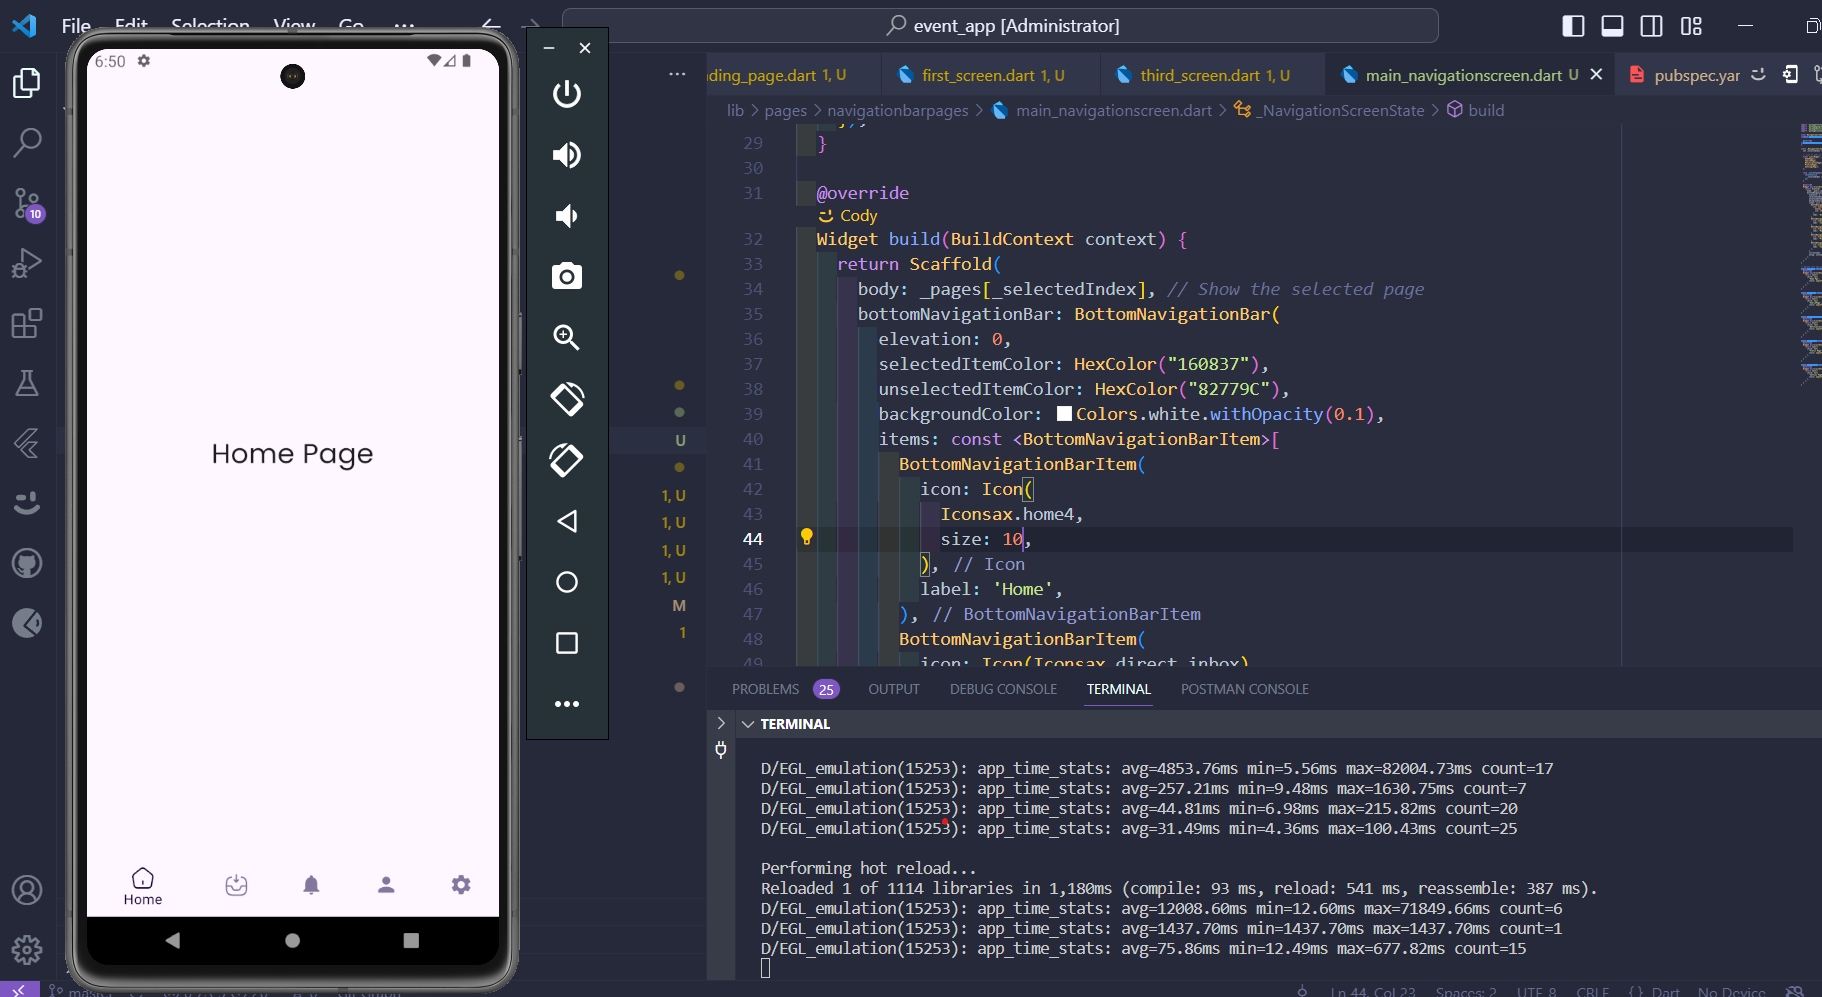 File Edit Selection View Go ...
event_app [Administrator]
6:50
Home Page
Home
10
ding_page.dart 1, U
first_screen.dart 1, U
third_screen.dart 1, U
main_navigationscreen.dart U
pubspec.yar
lib > pages > navigationbarpages > main_navigationscreen.dart > _NavigationScreenState > build
29 }
30
31 @override
Cody
32 Widget build(BuildContext context) {
33 return Scaffold(
34 body: _pages[_selectedIndex], // Show the selected page
35 bottomNavigationBar: BottomNavigationBar(
36 elevation: 0,
37 selectedItemColor: HexColor("160837"),
38 unselectedItemColor: HexColor("82779C"),
39 backgroundColor: Colors.white.withOpacity(0.1),
40 items: const <BottomNavigationBarItem>[
41 BottomNavigationBarItem(
42 icon: Icon(
43 Iconsax.home4,
44 size: 10,
45 ), // Icon
46 label: 'Home',
47 ), // BottomNavigationBarItem
48 BottomNavigationBarItem(
49 icon: Icon(Iconsax.direct_inbox)
U
1, U
1, U
1, U
1, U
M
1
PROBLEMS 25 OUTPUT DEBUG CONSOLE TERMINAL POSTMAN CONSOLE
TERMINAL
D/EGL_emulation(15253): app_time_stats: avg=4853.76ms min=5.56ms max=82004.73ms count=17
D/EGL_emulation(15253): app_time_stats: avg=257.21ms min=9.48ms max=1630.75ms count=7
D/EGL_emulation(15253): app_time_stats: avg=44.81ms min=6.98ms max=215.82ms count=20
D/EGL_emulation(15253): app_time_stats: avg=31.49ms min=4.36ms max=100.43ms count=25
Performing hot reload...
Reloaded 1 of 1114 libraries in 1,180ms (compile: 93 ms, reload: 541 ms, reassemble: 387 ms).
D/EGL_emulation(15253): app_time_stats: avg=12008.60ms min=12.60ms max=71849.66ms count=6
D/EGL_emulation(15253): app_time_stats: avg=1437.70ms min=1437.70ms max=1437.70ms count=1
D/EGL_emulation(15253): app_time_stats: avg=75.86ms min=12.49ms max=677.82ms count=15
Ln 44, Col 23 Spaces: 2 UTF-8 CRLF {} Dart No Device